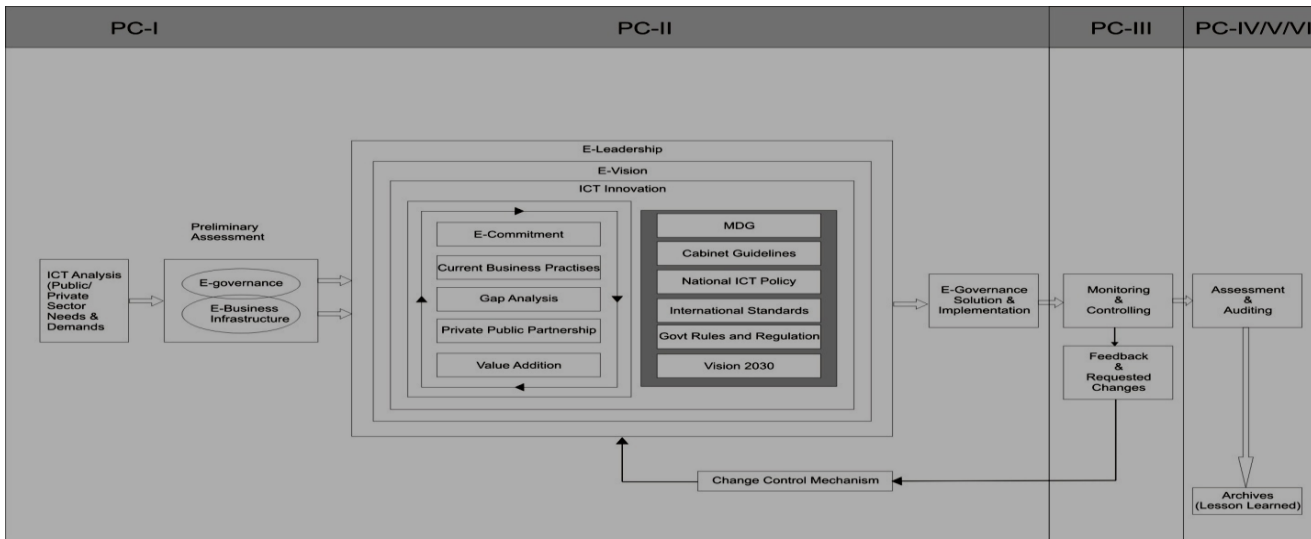 PC-I
PC-II
PC-III
PC-IV/V/VI
ICT Analysis
(Public/
Private
Sector
Needs &
Demands
Preliminary
Assessment
E-governance
E-Business
Infrastructure
E-Leadership
E-Vision
ICT Innovation
E-Commitment
Current Business Practises
Gap Analysis
Private Public Partnership
Value Addition
MDG
Cabinet Guidelines
National ICT Policy
International Standards
Govt Rules and Regulation
Vision 2030
E-Governance
Solution &
Implementation
Monitoring
&
Controlling
Feedback
&
Requested
Changes
Change Control Mechanism
Assessment
&
Auditing
Archives
(Lesson Learned)